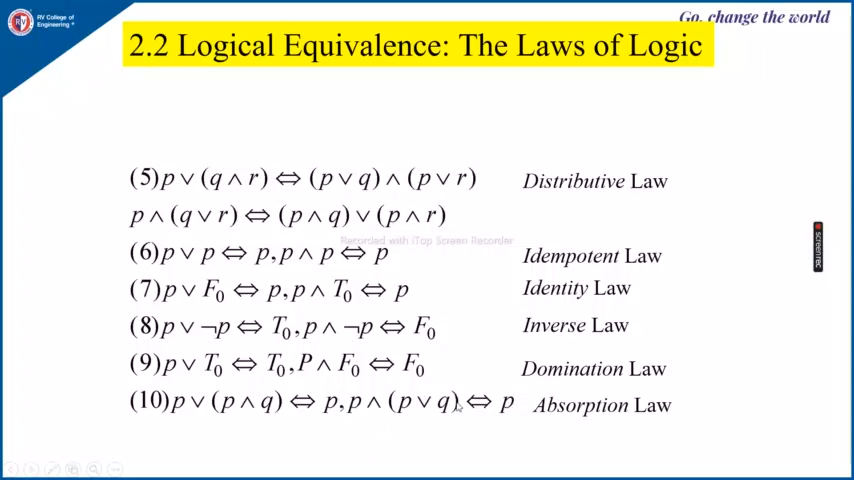 RV College of
Engineering
Go, change the world
2.2 Logical Equivalence: The Laws of Logic
(5) p ∨ (q ∧ r) ⇔ (p ∨ q) ∧ (p ∨ r) Distributive Law
p ∧ (q ∨ r) ⇔ (p ∧ q) ∨ (p ∧ r)
Recorded with iTop Screen Recorder
(6) p ∨ p ⇔ p, p ∧ p ⇔ p Idempotent Law
(7) p ∨ F₀ ⇔ p, p ∧ T₀ ⇔ p Identity Law
(8) p ∨ ¬p ⇔ T₀, p ∧ ¬p ⇔ F₀ Inverse Law
(9) p ∨ T₀ ⇔ T₀, P ∧ F₀ ⇔ F₀ Domination Law
(10) p ∨ (p ∧ q) ⇔ p, p ∧ (p ∨ q) ⇔ p Absorption Law
screenrec